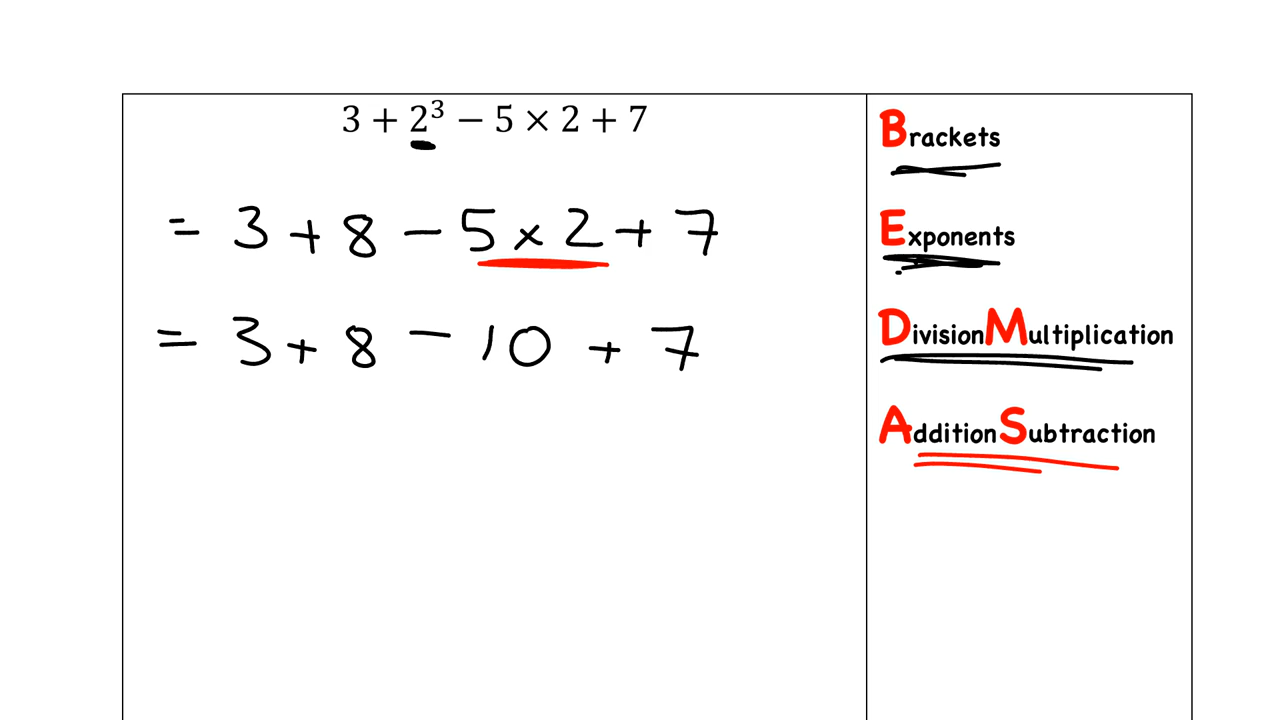 3 + 2³ − 5 × 2 + 7
= 3 + 8 − 5 × 2 + 7
= 3 + 8 − 10 + 7
Brackets
Exponents
DivisionMultiplication
AdditionSubtraction